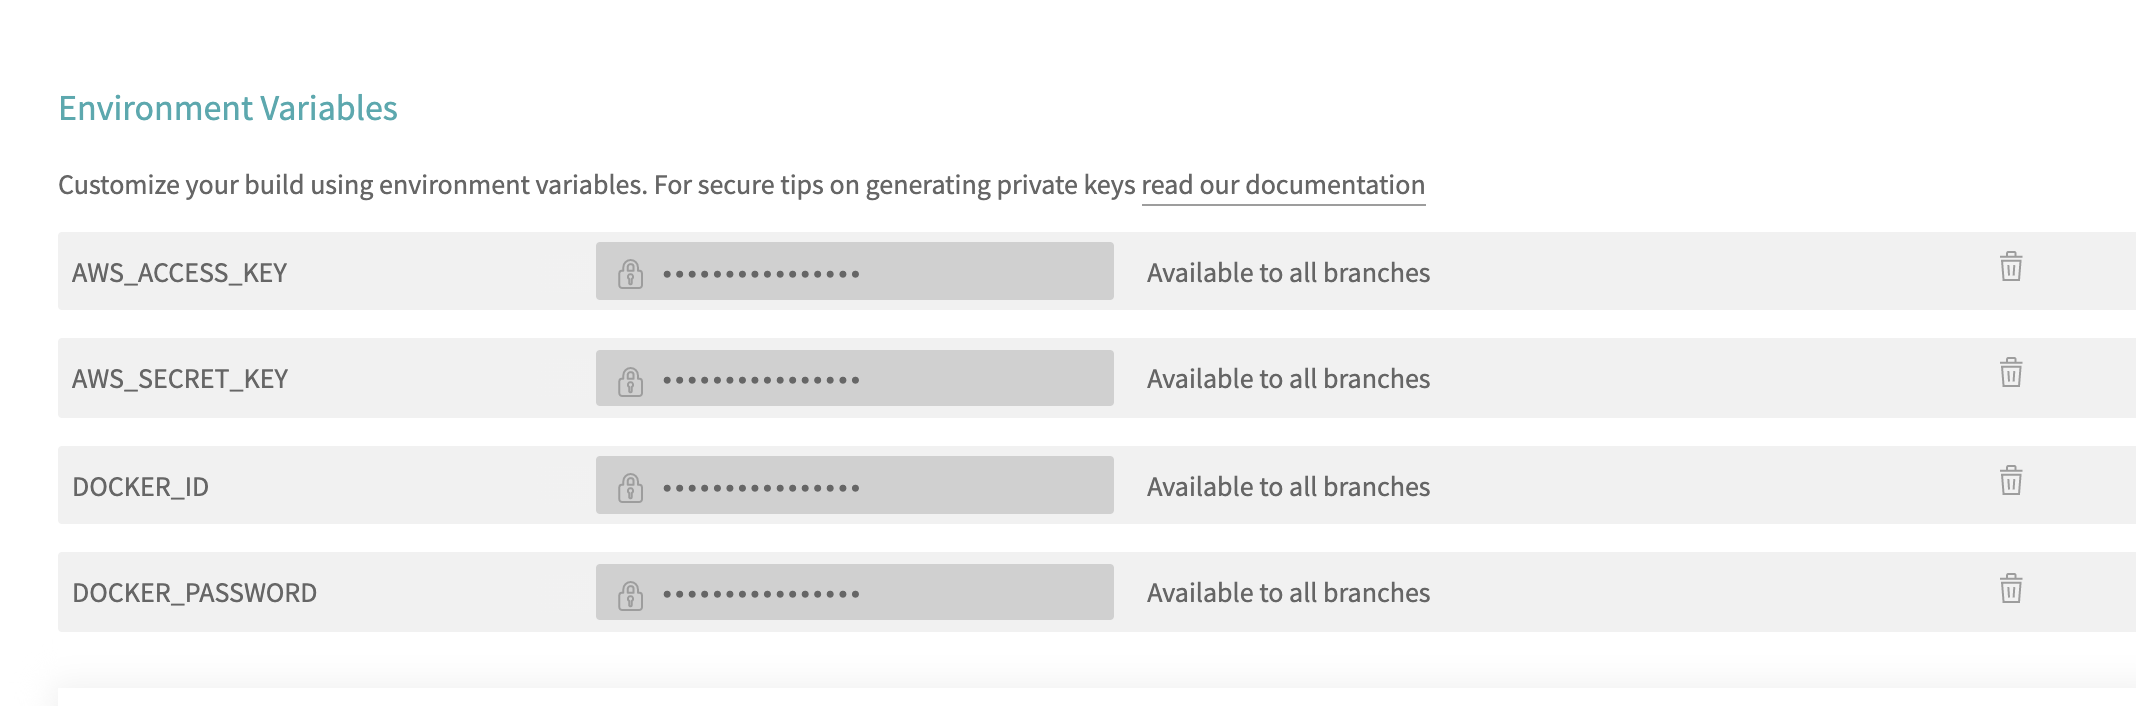 Environment Variables
Customize your build using environment variables. For secure tips on generating private keys read our documentation
AWS_ACCESS_KEY •••••••••••••••• Available to all branches
AWS_SECRET_KEY •••••••••••••••• Available to all branches
DOCKER_ID •••••••••••••••• Available to all branches
DOCKER_PASSWORD •••••••••••••••• Available to all branches